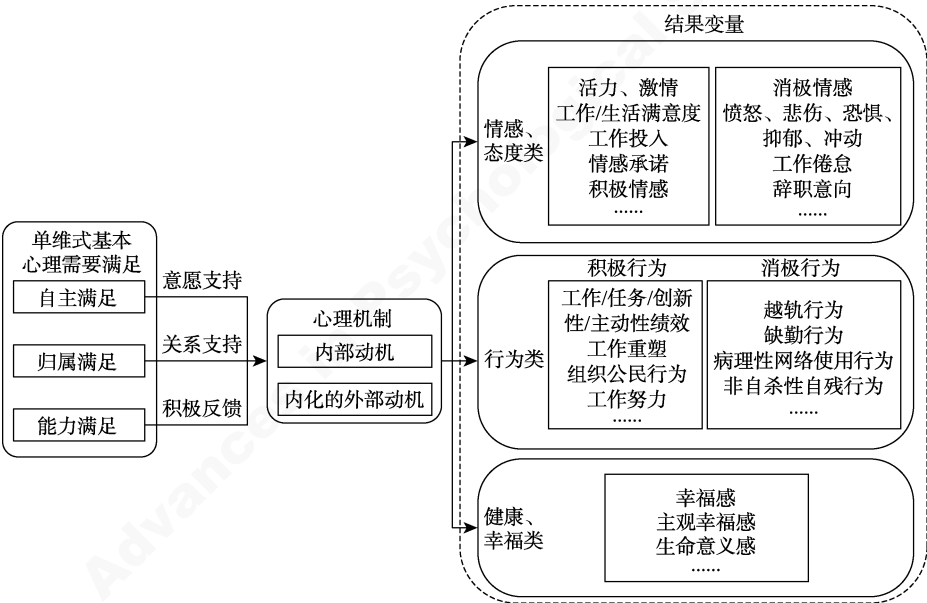 单维式基本
心理需要满足
自主满足
归属满足
能力满足
意愿支持
关系支持
积极反馈
心理机制
内部动机
内化的外部动机
结果变量
情感、
态度类
活力、激情
工作/生活满意度
工作投入
情感承诺
积极情感
……
消极情感
愤怒、悲伤、恐惧、
抑郁、冲动
工作倦怠
辞职意向
……
行为类
积极行为
工作/任务/创新
性/主动性绩效
工作重塑
组织公民行为
工作努力
……
消极行为
越轨行为
缺勤行为
病理性网络使用行为
非自杀性自残行为
……
健康、
幸福类
幸福感
主观幸福感
生命意义感
……
Advances in Psychological